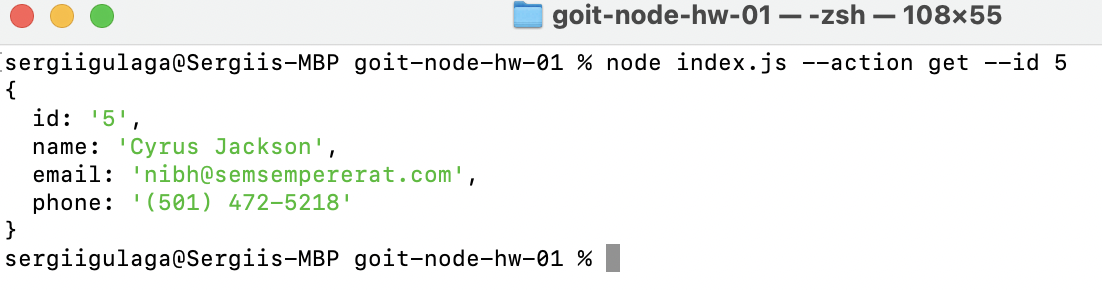 goit-node-hw-01 — -zsh — 108×55
sergiigulaga@Sergiis-MBP goit-node-hw-01 % node index.js --action get --id 5
{
  id: '5',
  name: 'Cyrus Jackson',
  email: 'nibh@semsempererat.com',
  phone: '(501) 472-5218'
}
sergiigulaga@Sergiis-MBP goit-node-hw-01 %